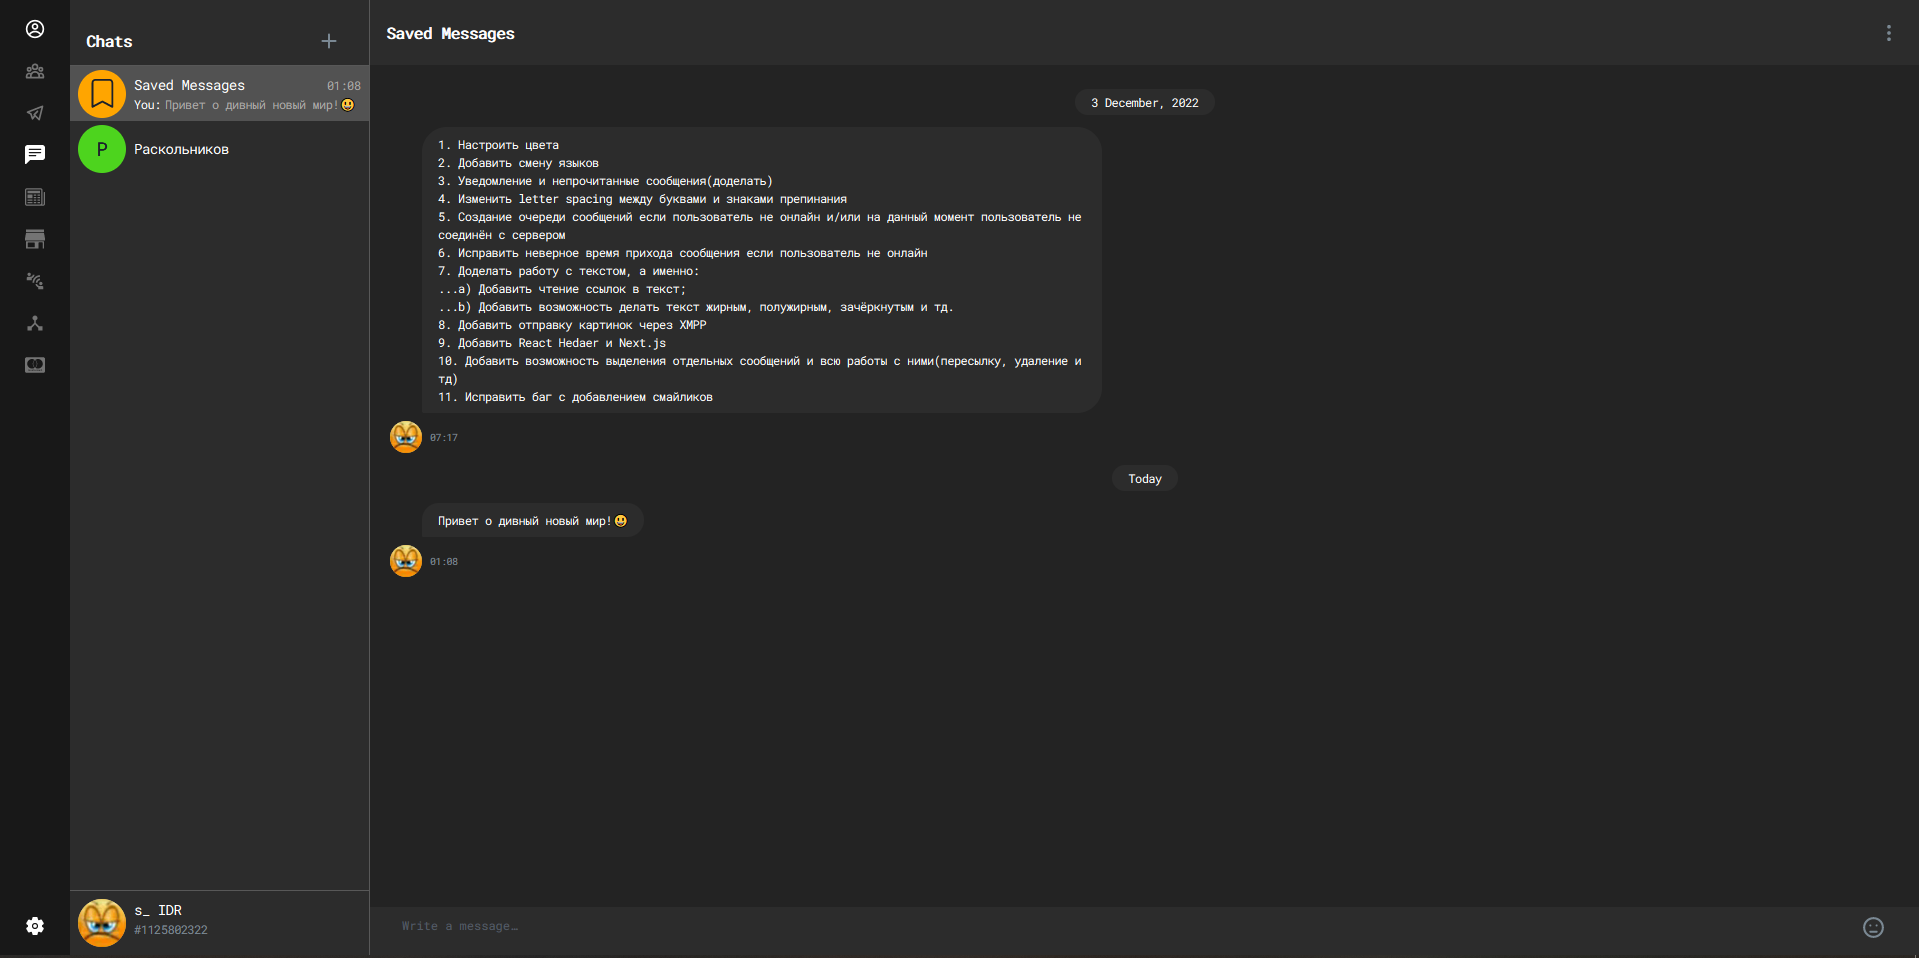 Chats
Saved Messages 01:08
You: Привет о дивный новый мир!😃
Р Раскольников
s_ IDR
#1125802322
Saved Messages
3 December, 2022
1. Настроить цвета
2. Добавить смену языков
3. Уведомление и непрочитанные сообщения(доделать)
4. Изменить letter spacing между буквами и знаками препинания
5. Создание очереди сообщений если пользователь не онлайн и/или на данный момент пользователь не
соединён с сервером
6. Исправить неверное время прихода сообщения если пользователь не онлайн
7. Доделать работу с текстом, а именно:
...a) Добавить чтение ссылок в текст;
...b) Добавить возможность делать текст жирным, полужирным, зачёркнутым и тд.
8. Добавить отправку картинок через XMPP
9. Добавить React Hedaer и Next.js
10. Добавить возможность выделения отдельных сообщений и всю работы с ними(пересылку, удаление и
тд)
11. Исправить баг с добавлением смайликов
07:17
Today
Привет о дивный новый мир!😃
01:08
Write a message…